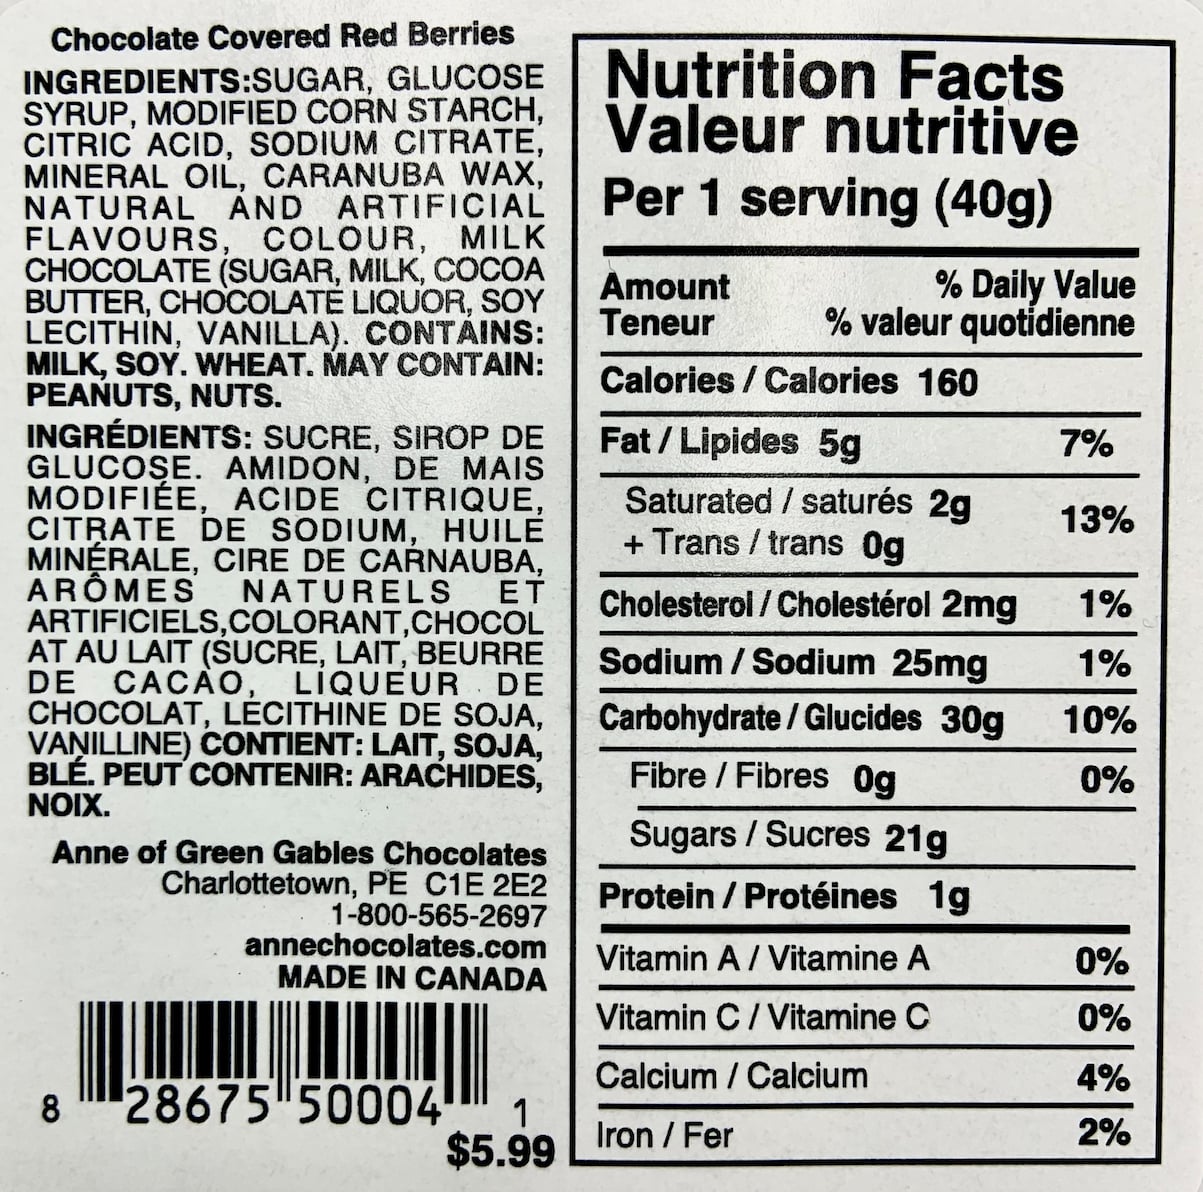 Chocolate Covered Red Berries
INGREDIENTS:SUGAR, GLUCOSE
SYRUP, MODIFIED CORN STARCH,
CITRIC ACID, SODIUM CITRATE,
MINERAL OIL, CARANUBA WAX,
NATURAL AND ARTIFICIAL
FLAVOURS, COLOUR, MILK
CHOCOLATE (SUGAR, MILK, COCOA
BUTTER, CHOCOLATE LIQUOR, SOY
LECITHIN, VANILLA). CONTAINS:
MILK, SOY. WHEAT. MAY CONTAIN:
PEANUTS, NUTS.
INGRÉDIENTS: SUCRE, SIROP DE
GLUCOSE. AMIDON, DE MAIS
MODIFIÉE, ACIDE CITRIQUE,
CITRATE DE SODIUM, HUILE
MINÉRALE, CIRE DE CARNAUBA,
ARÔMES NATURELS ET
ARTIFICIELS,COLORANT,CHOCOL
AT AU LAIT (SUCRE, LAIT, BEURRE
DE CACAO, LIQUEUR DE
CHOCOLAT, LÉCITHINE DE SOJA,
VANILLINE) CONTIENT: LAIT, SOJA,
BLÉ. PEUT CONTENIR: ARACHIDES,
NOIX.
Anne of Green Gables Chocolates
Charlottetown, PE C1E 2E2
1-800-565-2697
annechocolates.com
MADE IN CANADA
8 28675 50004 1
$5.99
Nutrition Facts
Valeur nutritive
Per 1 serving (40g)
Amount % Daily Value
Teneur % valeur quotidienne
Calories / Calories 160
Fat / Lipides 5g 7%
Saturated / saturés 2g 13%
+ Trans / trans 0g
Cholesterol / Cholestérol 2mg 1%
Sodium / Sodium 25mg 1%
Carbohydrate / Glucides 30g 10%
Fibre / Fibres 0g 0%
Sugars / Sucres 21g
Protein / Protéines 1g
Vitamin A / Vitamine A 0%
Vitamin C / Vitamine C 0%
Calcium / Calcium 4%
Iron / Fer 2%